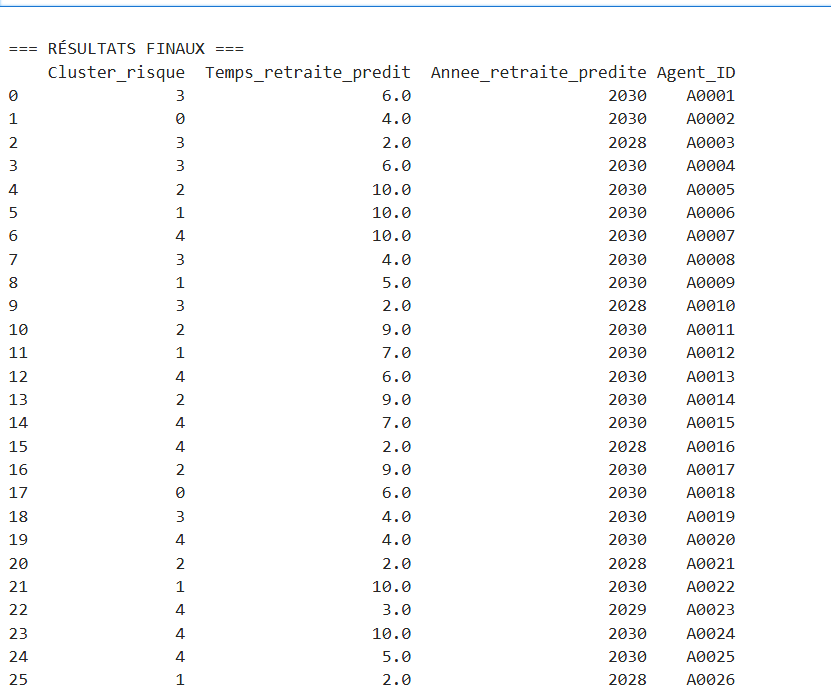 === RÉSULTATS FINAUX ===
Cluster_risque Temps_retraite_predit Annee_retraite_predite Agent_ID
0 3 6.0 2030 A0001
1 0 4.0 2030 A0002
2 3 2.0 2028 A0003
3 3 6.0 2030 A0004
4 2 10.0 2030 A0005
5 1 10.0 2030 A0006
6 4 10.0 2030 A0007
7 3 4.0 2030 A0008
8 1 5.0 2030 A0009
9 3 2.0 2028 A0010
10 2 9.0 2030 A0011
11 1 7.0 2030 A0012
12 4 6.0 2030 A0013
13 2 9.0 2030 A0014
14 4 7.0 2030 A0015
15 4 2.0 2028 A0016
16 2 9.0 2030 A0017
17 0 6.0 2030 A0018
18 3 4.0 2030 A0019
19 4 4.0 2030 A0020
20 2 2.0 2028 A0021
21 1 10.0 2030 A0022
22 4 3.0 2029 A0023
23 4 10.0 2030 A0024
24 4 5.0 2030 A0025
25 1 2.0 2028 A0026